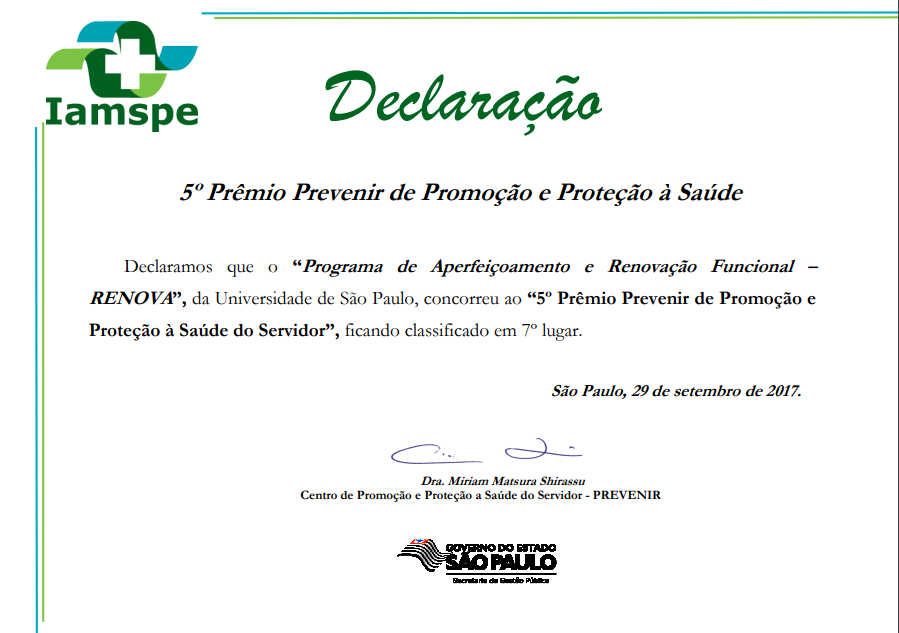 Iamspe
Declaração
5º Prêmio Prevenir de Promoção e Proteção à Saúde
Declaramos que o “Programa de Aperfeiçoamento e Renovação Funcional –
RENOVA”, da Universidade de São Paulo, concorreu ao “5º Prêmio Prevenir de Promoção e
Proteção à Saúde do Servidor”, ficando classificado em 7º lugar.
São Paulo, 29 de setembro de 2017.
Dra. Miriam Matsura Shirassu
Centro de Promoção e Proteção a Saúde do Servidor - PREVENIR
GOVERNO DO ESTADO
SÃO PAULO
Secretaria de Gestão Pública